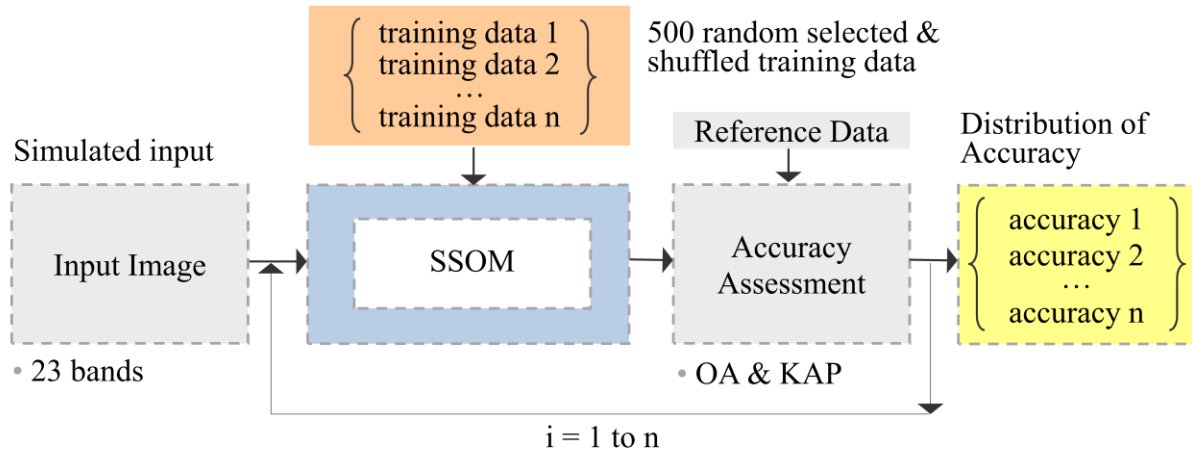 training data 1
training data 2
...
training data n
500 random selected &
shuffled training data
Reference Data
Distribution of
Accuracy
Simulated input
Input Image
SSOM
Accuracy
Assessment
accuracy 1
accuracy 2
...
accuracy n
• 23 bands
• OA & KAP
i = 1 to n